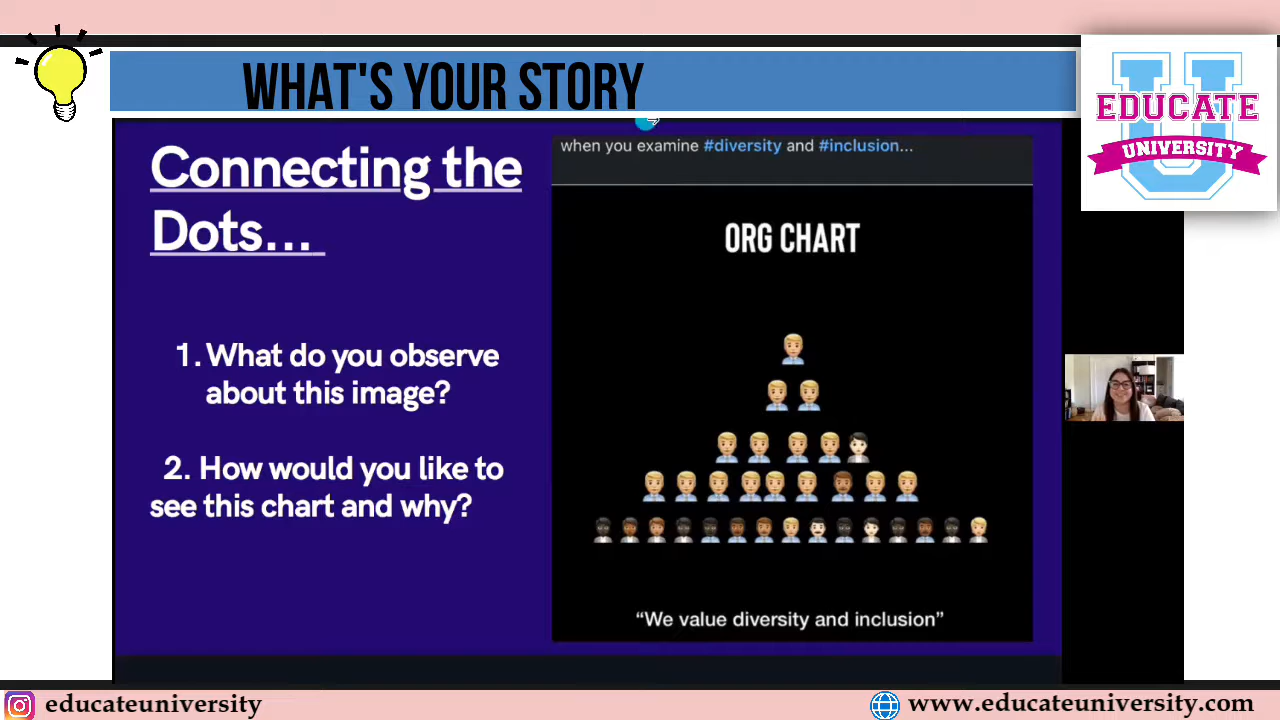 WHAT'S YOUR STORY
EDUCATE
UNIVERSITY
Connecting the
Dots...
1. What do you observe
about this image?
2. How would you like to
see this chart and why?
when you examine #diversity and #inclusion...
ORG CHART
“We value diversity and inclusion”
educateuniversity
www.educateuniversity.com